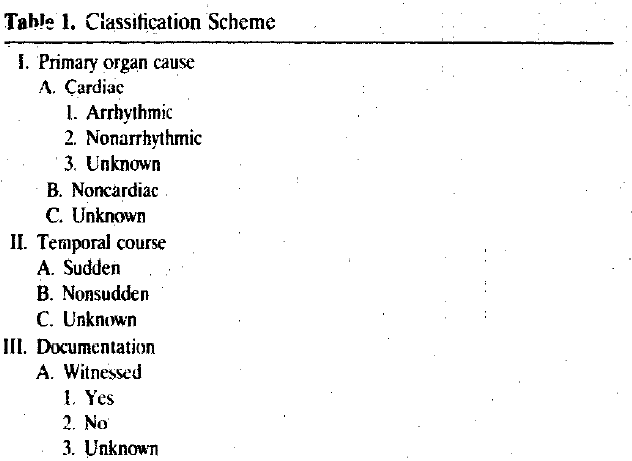 Table 1. Classification Scheme
I. Primary organ cause
A. Cardiac
1. Arrhythmic
2. Nonarrhythmic
3. Unknown
B. Noncardiac
C. Unknown
II. Temporal course
A. Sudden
B. Nonsudden
C. Unknown
III. Documentation
A. Witnessed
1. Yes
2. No
3. Unknown